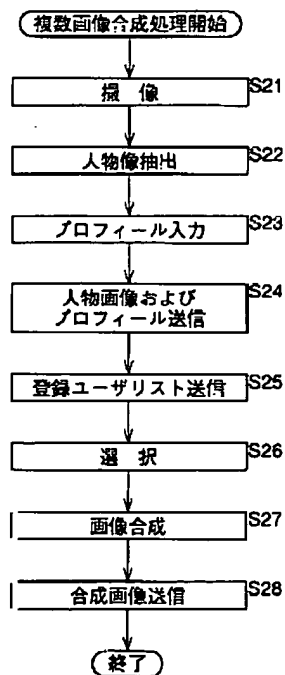 複数画像合成処理開始
S21
撮 像
S22
人物像抽出
S23
プロフィール入力
S24
人物画像および
プロフィール送信
S25
登録ユーザリスト送信
S26
選 択
S27
画像合成
S28
合成画像送信
終了